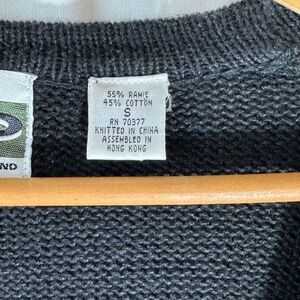 55% RAMIE
45% COTTON
S
RN 70377
KNITTED IN CHINA
ASSEMBLED IN
HONG KONG